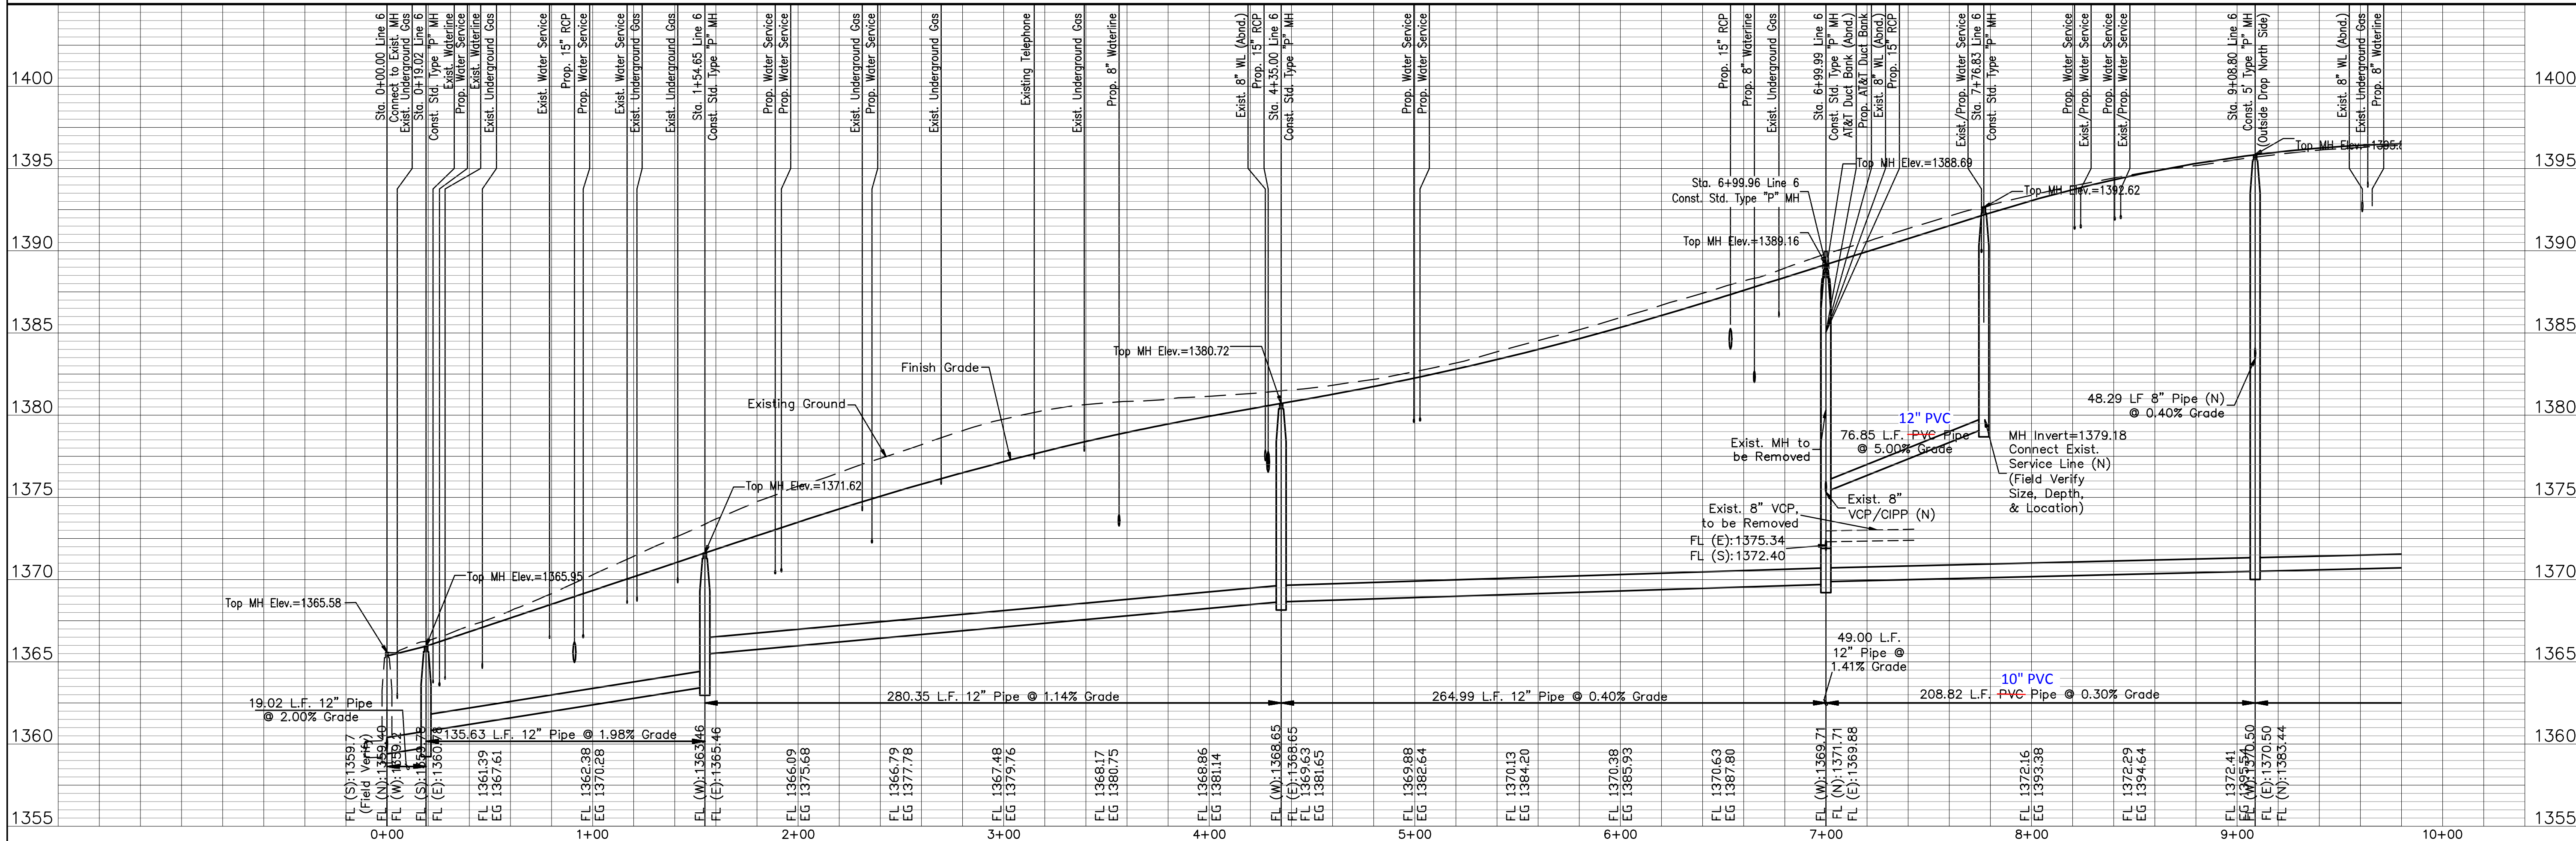 Sta. 0+00.00 Line 6
Connect to Exist. MH
Exist. Underground Gas
Sta. 0+19.02 Line 6
Const. Std. Type "P" MH
Exist. Waterline
Prop. Water Service
Exist. Waterline
Exist. Underground Gas
Exist. Water Service
Prop. 15" RCP
Prop. Water Service
Exist. Water Service
Exist. Underground Gas
Exist. Underground Gas
Sta. 1+54.65 Line 6
Const. Std. Type "P" MH
Prop. Water Service
Prop. Water Service
Exist. Underground Gas
Prop. Water Service
Exist. Underground Gas
Existing Telephone
Exist. Underground Gas
Prop. 8" Waterline
Exist. 8" WL (Abnd.)
Prop. 15" RCP
Sta. 4+35.00 Line 6
Const. Std. Type "P" MH
Prop. Water Service
Prop. Water Service
Prop. 15" RCP
Prop. 8" Waterline
Exist. Underground Gas
Sta. 6+99.99 Line 6
Const. Std. Type "P" MH
AT&T Duct Bank (Abnd.)
Prop. AT&T Duct Bank
Exist. 8" WL (Abnd.)
Prop. 15" RCP
Exist./Prop. Water Service
Sta. 7+76.83 Line 6
Const. Std. Type "P" MH
Prop. Water Service
Exist./Prop. Water Service
Prop. Water Service
Exist./Prop. Water Service
Sta. 9+08.80 Line 6
Const. 5' Type "P" MH
(Outside Drop North Side)
Exist. 8" WL (Abnd.)
Exist. Underground Gas
Prop. 8" Waterline
1400
1400
1395
1395
1390
1390
1385
1385
1380
1380
1375
1375
1370
1370
1365
1365
1360
1360
1355
1355
Top MH Elev.=1388.69
Sta. 6+99.96 Line 6
Const. Std. Type "P" MH
Top MH Elev.=1392.62
Top MH Elev.=1389.16
Top MH Elev.=1380.72
Finish Grade
Existing Ground
48.29 LF 8" Pipe (N)
@ 0.40% Grade
12" PVC
76.85 L.F. PVC Pipe
@ 5.00% Grade
Exist. MH to
be Removed
MH Invert=1379.18
Connect Exist.
Service Line (N)
(Field Verify
Size, Depth,
& Location)
Top MH Elev.=1371.62
Exist. 8"
VCP/CIPP (N)
Exist. 8" VCP,
to be Removed
FL (E):1375.34
FL (S):1372.40
Top MH Elev.=1365.95
Top MH Elev.=1365.58
49.00 L.F.
12" Pipe @
1.41% Grade
10" PVC
208.82 L.F. PVC Pipe @ 0.30% Grade
280.35 L.F. 12" Pipe @ 1.14% Grade
264.99 L.F. 12" Pipe @ 0.40% Grade
19.02 L.F. 12" Pipe
@ 2.00% Grade
135.63 L.F. 12" Pipe @ 1.98% Grade
FL (S):1359.7
(Field Verify)
FL (N):1359.40
FL (E):1360.78
FL 1361.39
EG 1367.61
FL 1362.38
EG 1370.28
FL (W):1363.46
FL (E):1365.46
FL 1366.09
EG 1375.68
FL 1366.79
EG 1377.78
FL 1367.48
EG 1379.76
FL 1368.17
EG 1380.75
FL 1368.86
EG 1381.14
FL (W):1368.65
FL (E):1368.65
FL 1369.63
EG 1381.65
FL 1369.88
EG 1382.64
FL 1370.13
EG 1384.20
FL 1370.38
EG 1385.93
FL 1370.63
EG 1387.80
FL (W):1369.71
FL (N):1371.71
FL (E):1369.88
FL 1372.16
EG 1393.38
FL 1372.29
EG 1394.64
FL 1372.41
FL (E):1370.50
FL (N):1383.44
0+00
1+00
2+00
3+00
4+00
5+00
6+00
7+00
8+00
9+00
10+00